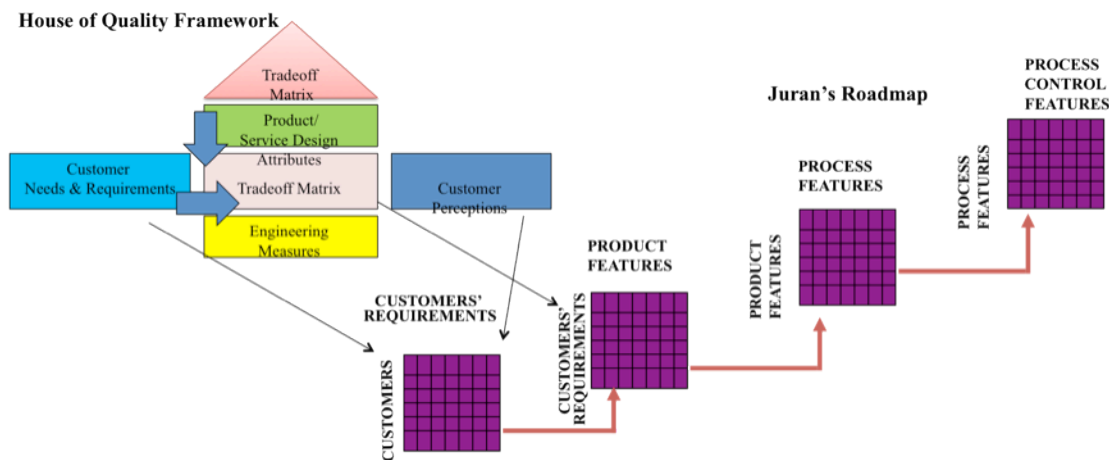 House of Quality Framework
Tradeoff
Matrix
Product/
Service Design
Attributes
Customer
Needs & Requirements
Tradeoff Matrix
Customer
Perceptions
Engineering
Measures
Juran's Roadmap
CUSTOMERS'
REQUIREMENTS
CUSTOMERS
PRODUCT
FEATURES
CUSTOMERS'
REQUIREMENTS
PROCESS
FEATURES
PRODUCT
FEATURES
PROCESS
CONTROL
FEATURES
PROCESS
FEATURES